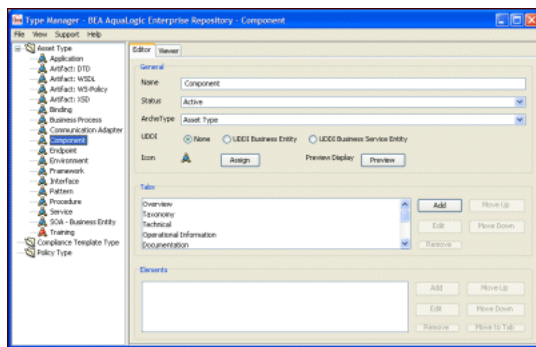 Type Manager - BEA AquaLogic Enterprise Repository - Component
File View Support Help
Asset Type
Application
Artifact: DTD
Artifact: WSDL
Artifact: WS-Policy
Artifact: XSD
Binding
Business Process
Communication Adapter
Component
Endpoint
Environment
Framework
Interface
Pattern
Procedure
Service
SOA - Business Entity
Training
Compliance Template Type
Policy Type
Editor Viewer
General
Name Component
Status Active
ArcheType Asset Type
UDDI None UDDI Business Entity UDDI Business Service Entity
Icon Assign Preview Display Preview
Tabs
Overview
Taxonomy
Technical
Operational Information
Documentation
Add Move Up
Edit Move Down
Remove
Elements
Add Move Up
Edit Move Down
Remove Move to Tab